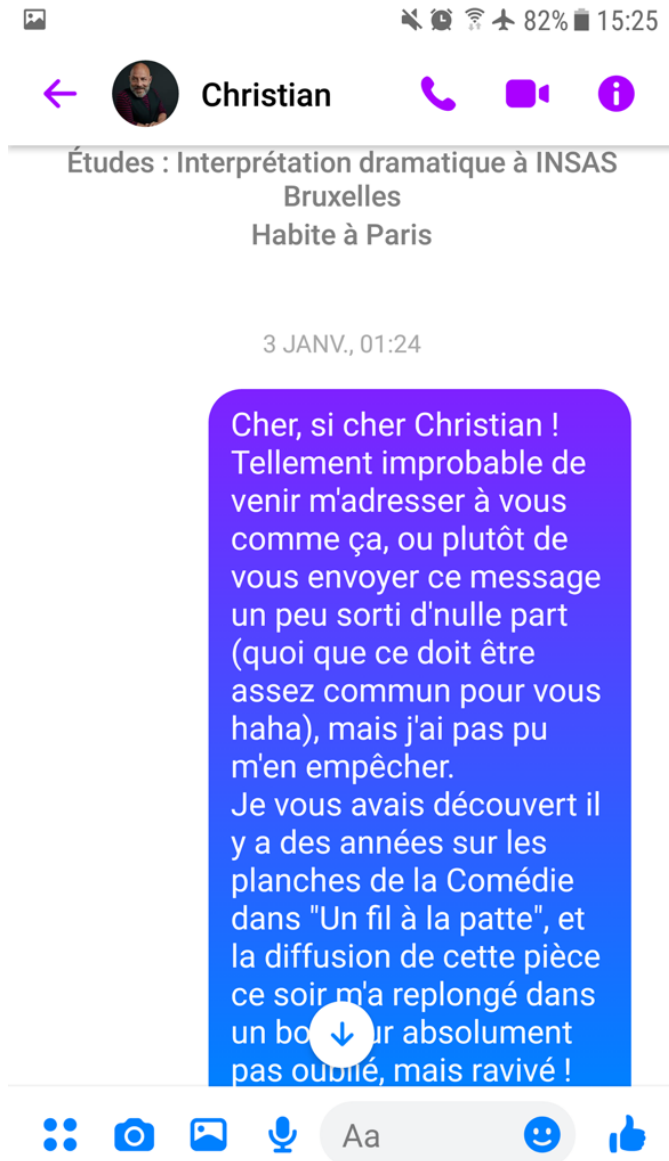 82% 15:25
Christian
Études : Interprétation dramatique à INSAS
Bruxelles
Habite à Paris
3 JANV., 01:24
Cher, si cher Christian !
Tellement improbable de
venir m'adresser à vous
comme ça, ou plutôt de
vous envoyer ce message
un peu sorti d'nulle part
(quoi que ce doit être
assez commun pour vous
haha), mais j'ai pas pu
m'en empêcher.
Je vous avais découvert il
y a des années sur les
planches de la Comédie
dans "Un fil à la patte", et
la diffusion de cette pièce
ce soir m'a replongé dans
un absolument
pas oublié, mais ravivé !
Aa